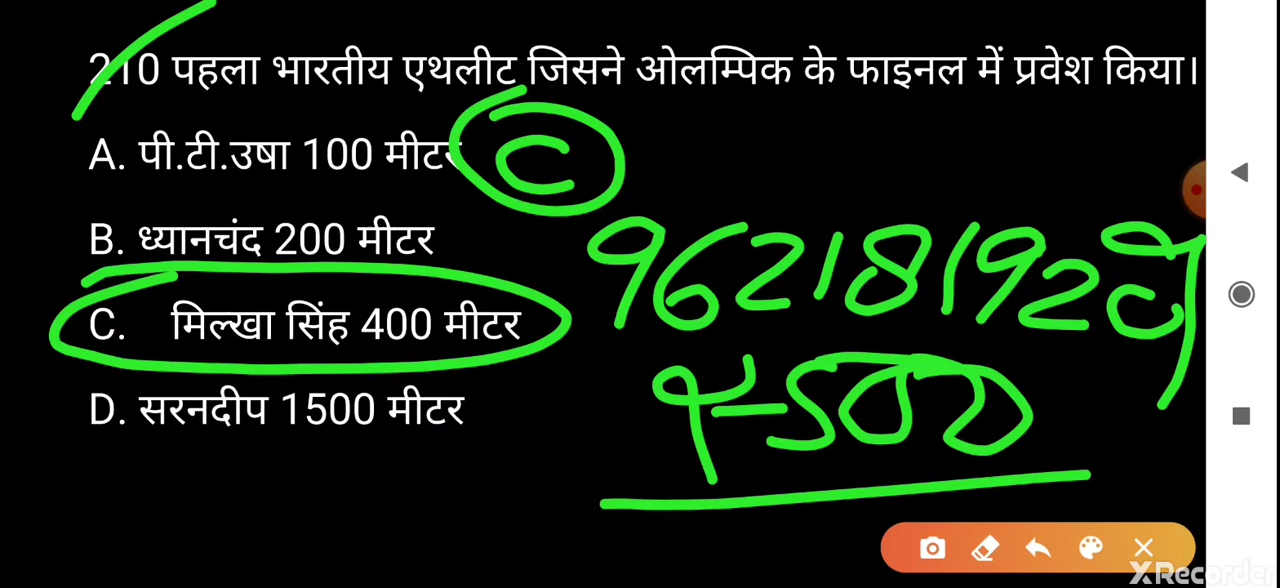 210 पहला भारतीय एथलीट जिसने ओलम्पिक के फाइनल में प्रवेश किया।
A. पी.टी.उषा 100 मीटर
C
B. ध्यानचंद 200 मीटर
C. मिल्खा सिंह 400 मीटर
D. सरनदीप 1500 मीटर
500
XRecorder